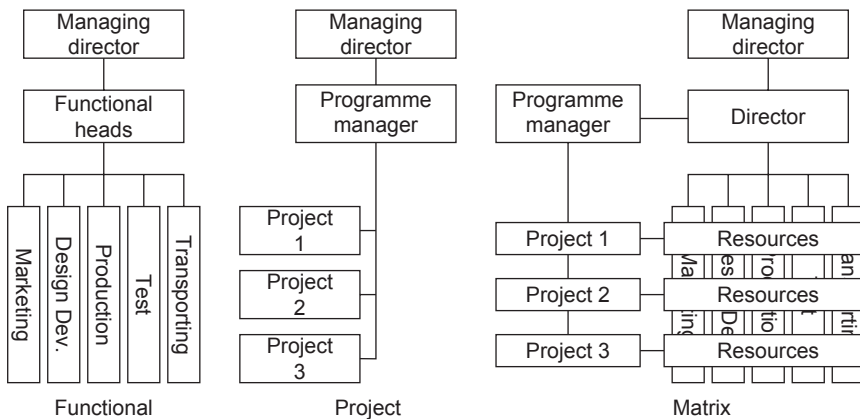 Managing
director
Functional
heads
Marketing
Design Dev.
Production
Test
Transporting
Functional
Managing
director
Programme
manager
Project
1
Project
2
Project
3
Project
Managing
director
Programme
manager
Director
Project 1
Resources
Project 2
Resources
Project 3
Resources
Matrix